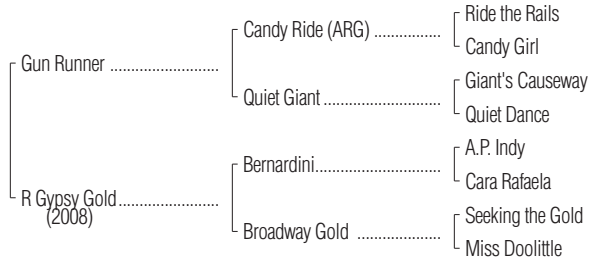 Ride the Rails
Candy Ride (ARG) ................
Candy Girl
Gun Runner ..........................
Giant's Causeway
Quiet Giant ............................
Quiet Dance
A.P. Indy
Bernardini..............................
Cara Rafaela
R Gypsy Gold ........................
(2008)
Seeking the Gold
Broadway Gold ....................
Miss Doolittle